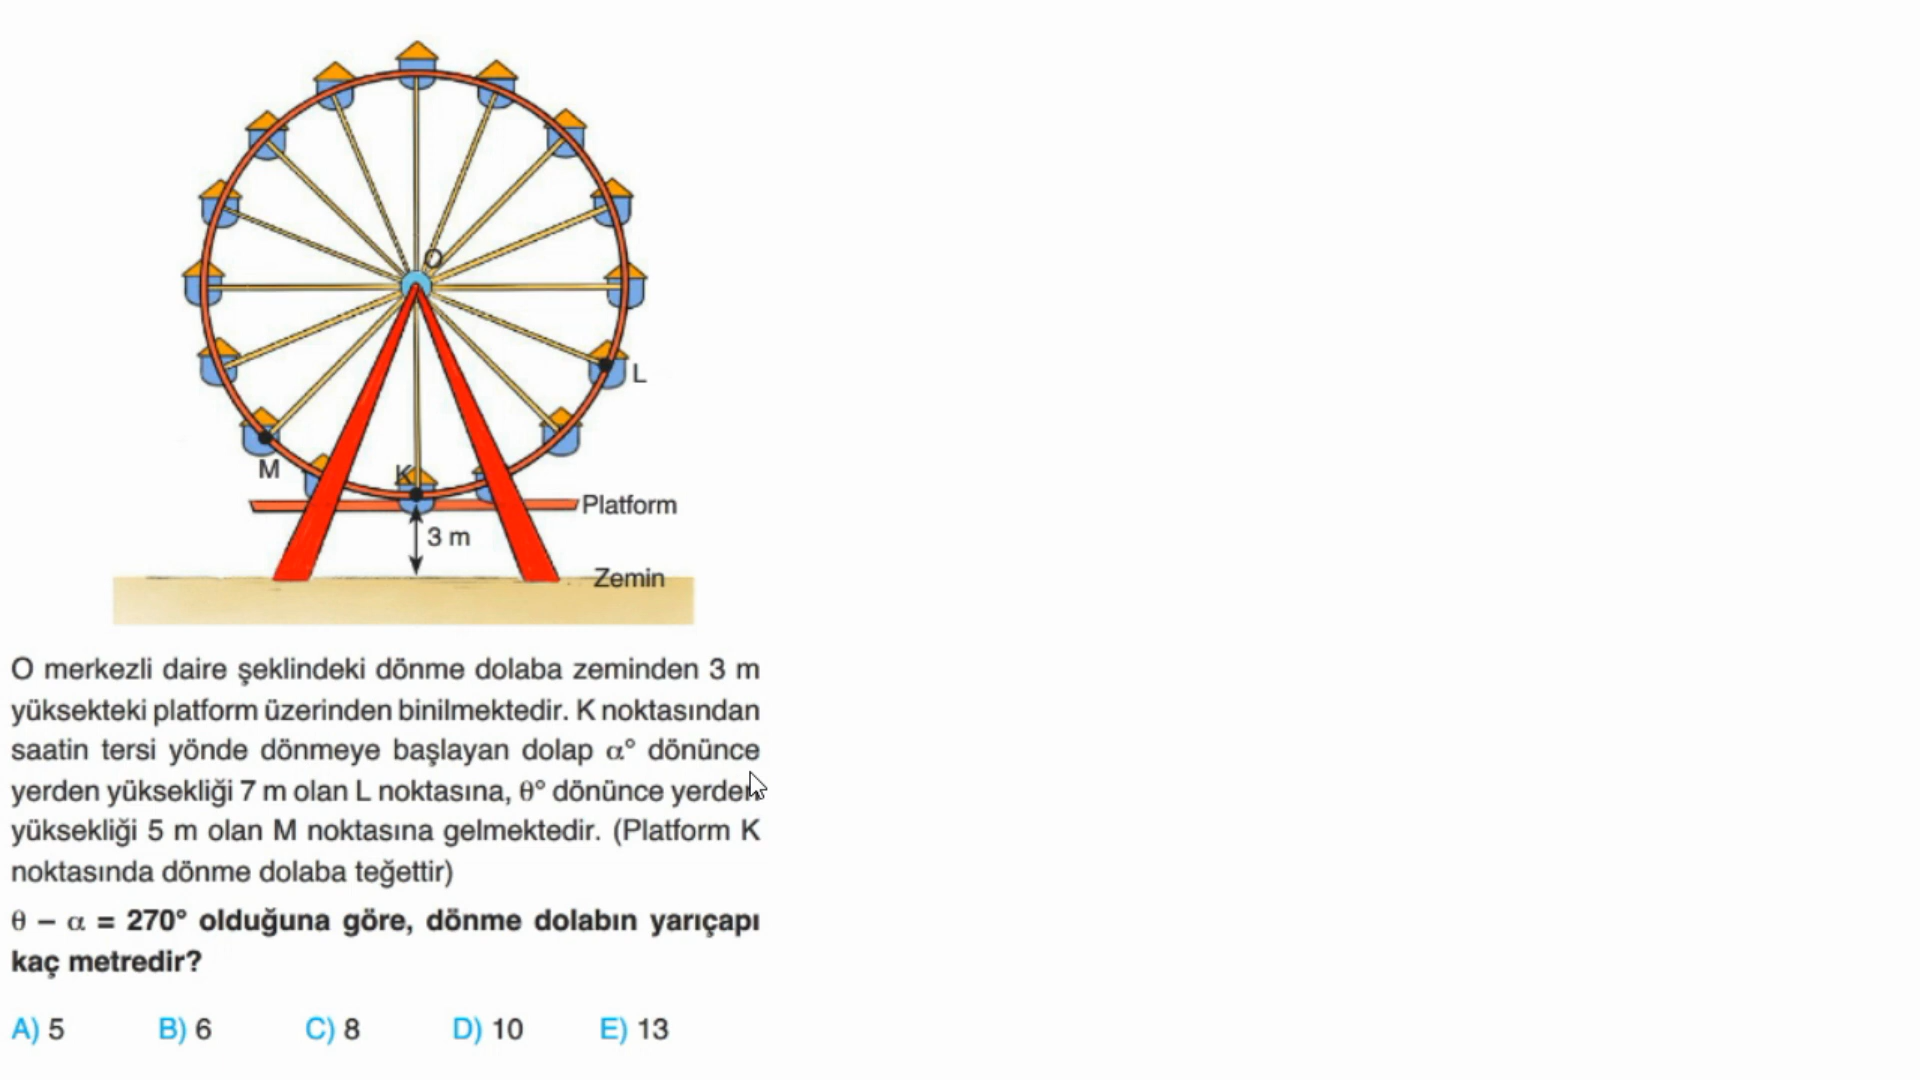 O
L
M
K
Platform
3 m
Zemin
O merkezli daire şeklindeki dönme dolaba zeminden 3 m
yüksekteki platform üzerinden binilmektedir. K noktasından
saatin tersi yönde dönmeye başlayan dolap α° dönünce
yerden yüksekliği 7 m olan L noktasına, θ° dönünce yerden
yüksekliği 5 m olan M noktasına gelmektedir. (Platform K
noktasında dönme dolaba teğettir)
θ – α = 270° olduğuna göre, dönme dolabın yarıçapı
kaç metredir?
A) 5 B) 6 C) 8 D) 10 E) 13